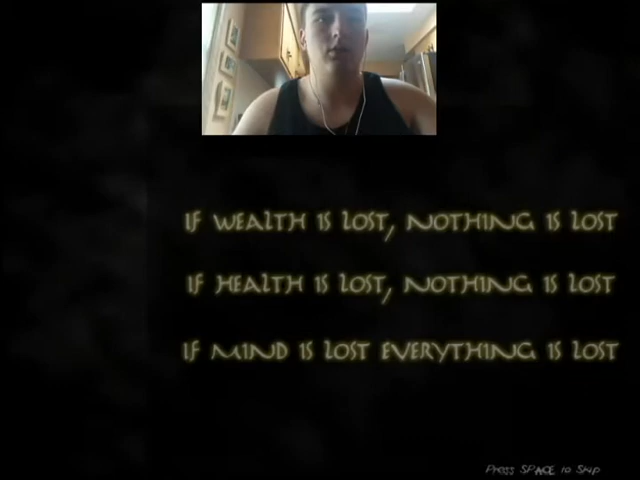 IF WEALTH IS LOST, NOTHING IS LOST
IF HEALTH IS LOST, NOTHING IS LOST
IF MIND IS LOST EVERYTHING IS LOST
Press SPACE to Skip